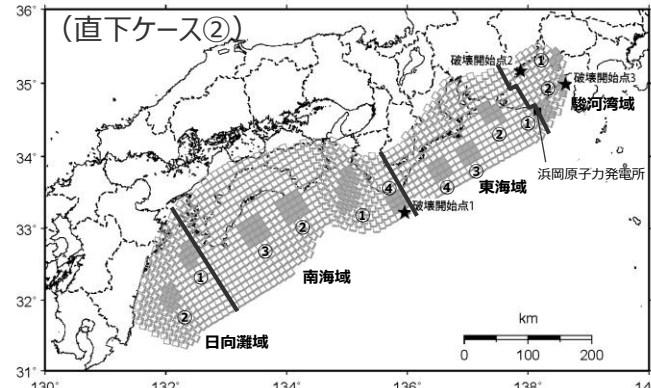 36°
(直下ケース②)
破壊開始点2
①
破壊開始点3
35°
②
駿河湾域
①
②
34°
浜岡原子力発電所
③
④
④
東海域
33°
破壊開始点1
①
②
③
南海域
①
32°
②
日向灘域
km
0 100 200
31°
130° 132° 134° 136° 138° 14